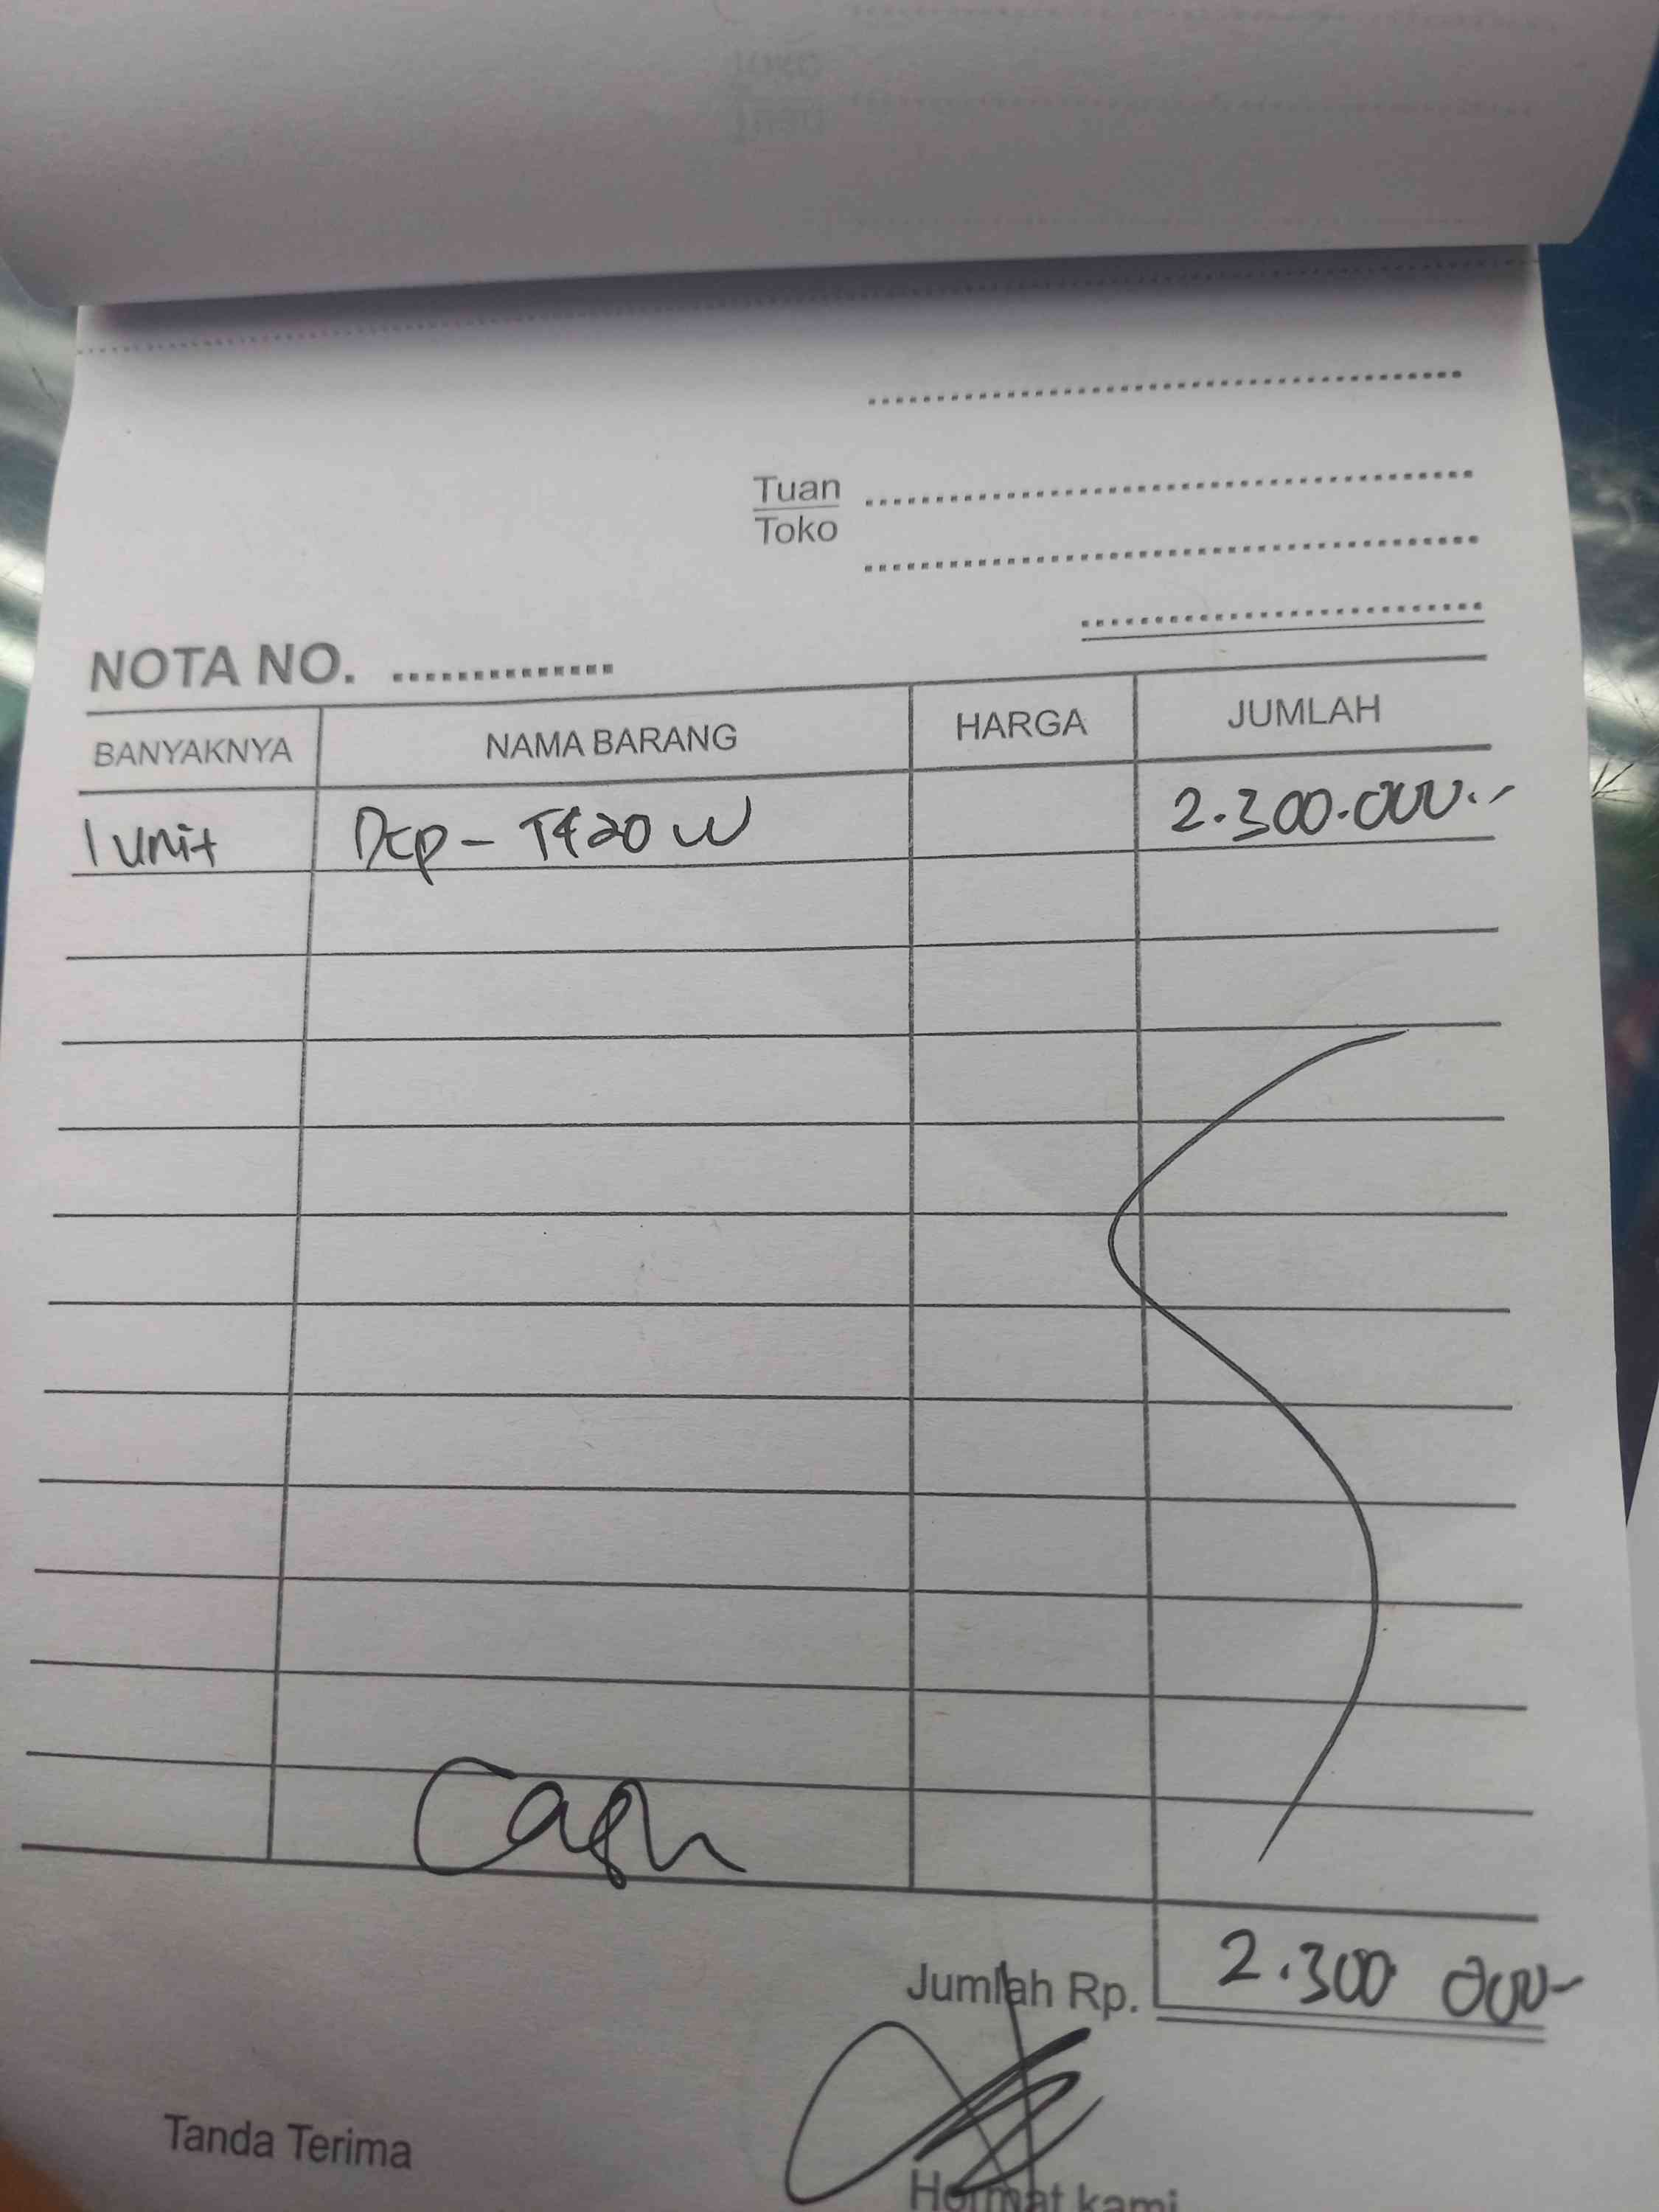 Tuan
Toko
NOTA NO. ..............
BANYAKNYA NAMA BARANG HARGA JUMLAH
1 Unit Dcp - T420 W 2.300.000.-
Cash
Jumlah Rp. 2.300 000-
Tanda Terima
Hormat kami